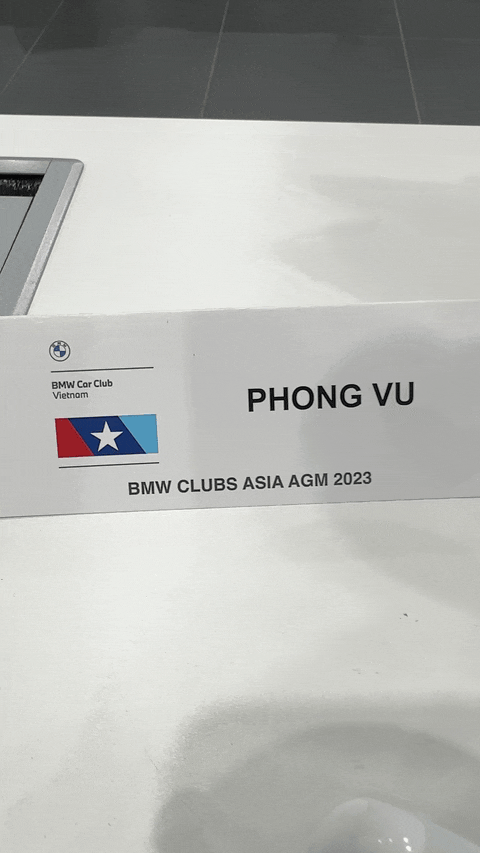 BMW Car Club
Vietnam
PHONG VU
BMW CLUBS ASIA AGM 2023